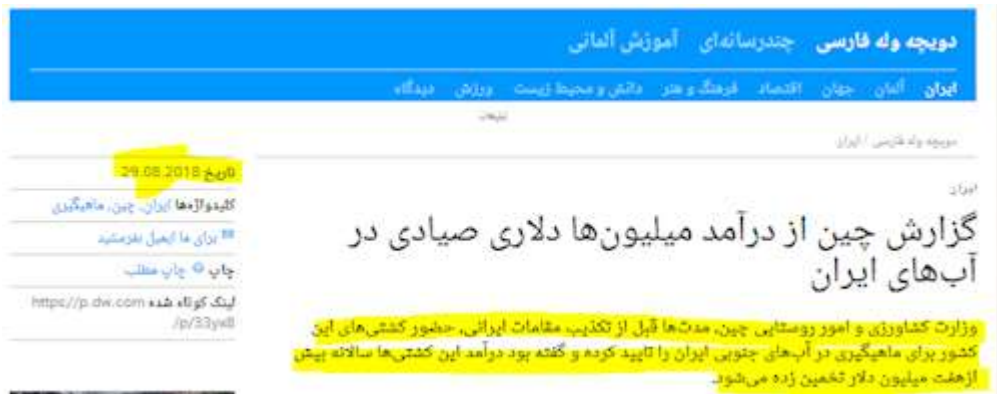 دویچه وله فارسی چندرسانه‌ای آموزش آلمانی
ایران آلمان جهان اقتصاد فرهنگ و هنر دانش و محیط زیست ورزش دیدگاه
تبلیغات
دویچه وله فارسی / ایران
ایران
گزارش چین از درآمد میلیون‌ها دلاری صیادی در
آب‌های ایران
وزارت کشاورزی و امور روستایی چین، مدت‌ها قبل از تکذیب مقامات ایرانی، حضور کشتی‌های این
کشور برای ماهیگیری در آب‌های جنوبی ایران را تایید کرده و گفته بود درآمد این کشتی‌ها سالانه بیش
ازهفت میلیون دلار تخمین زده می‌شود.
تاریخ 29.08.2018
کلیدواژه‌ها ایران، چین، ماهیگیری
برای ما ایمیل بفرستید
چاپ چاپ مطلب
لینک کوتاه شده https://p.dw.com
/p/33yxB